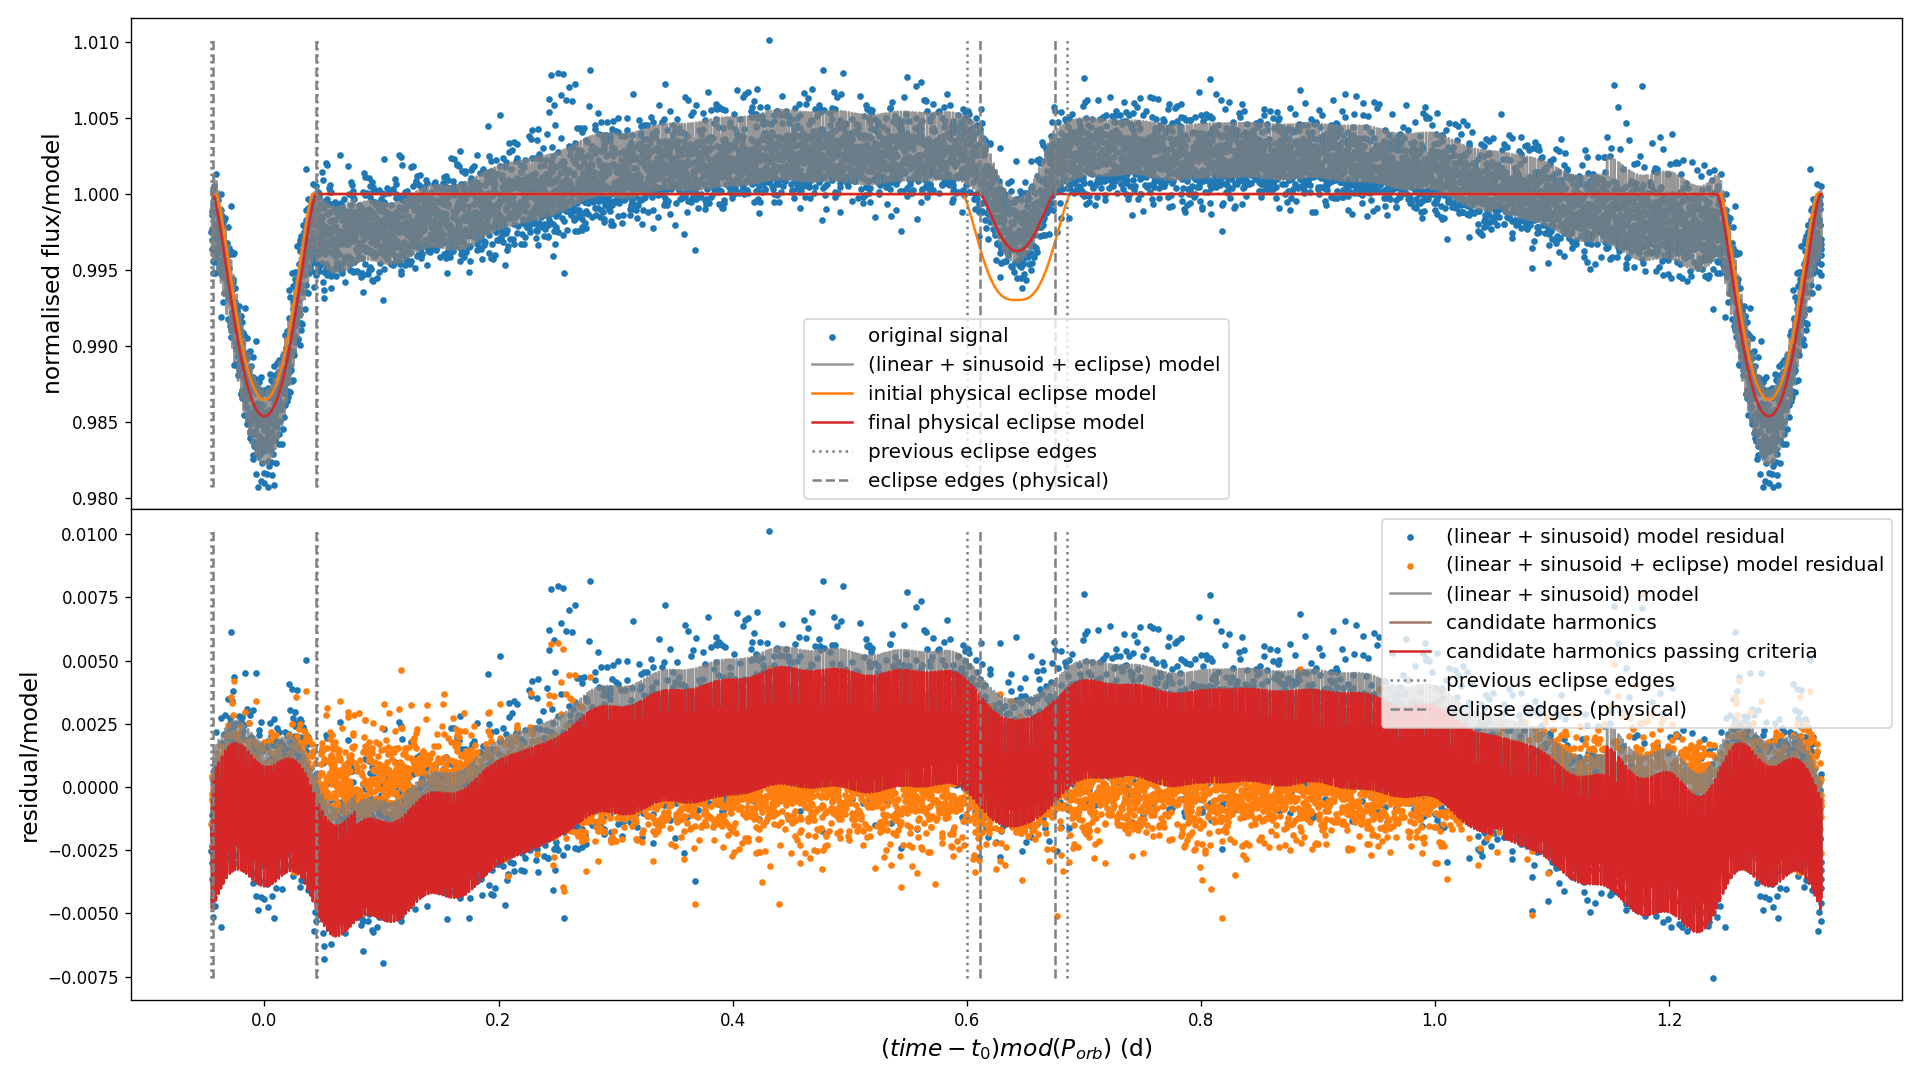 1.010
1.005
1.000
0.995
0.990
0.985
0.980
normalised flux/model
original signal
(linear + sinusoid + eclipse) model
initial physical eclipse model
final physical eclipse model
previous eclipse edges
eclipse edges (physical)
0.0100
0.0075
0.0050
0.0025
0.0000
−0.0025
−0.0050
−0.0075
residual/model
(linear + sinusoid) model residual
(linear + sinusoid + eclipse) model residual
(linear + sinusoid) model
candidate harmonics
candidate harmonics passing criteria
previous eclipse edges
eclipse edges (physical)
0.0 0.2 0.4 0.6 0.8 1.0 1.2
(time − t₀)mod(Pₒᵣb) (d)